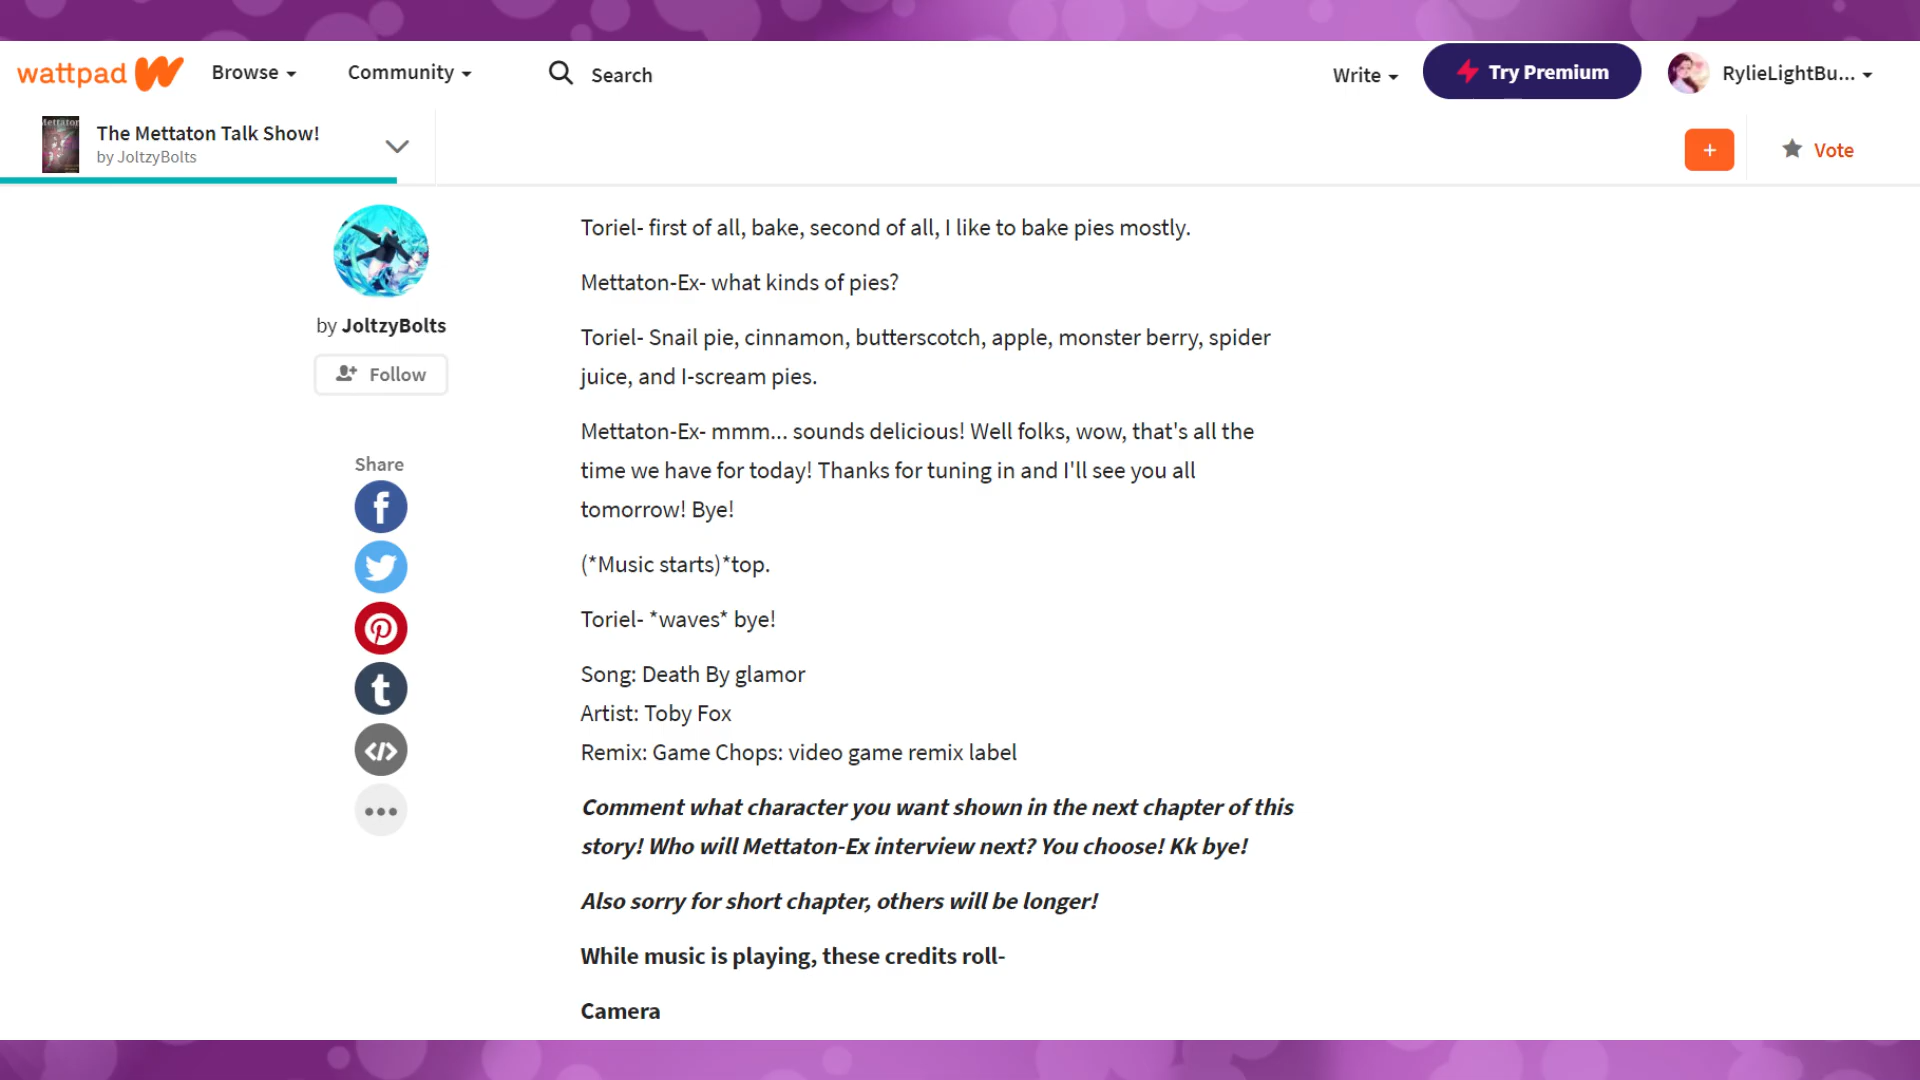 wattpad
Browse
Community
Search
Write
Try Premium
RylieLightBu...
The Mettaton Talk Show!
by JoltzyBolts
+
Vote
by JoltzyBolts
Follow
Share
Toriel- first of all, bake, second of all, I like to bake pies mostly.
Mettaton-Ex- what kinds of pies?
Toriel- Snail pie, cinnamon, butterscotch, apple, monster berry, spider
juice, and I-scream pies.
Mettaton-Ex- mmm... sounds delicious! Well folks, wow, that's all the
time we have for today! Thanks for tuning in and I'll see you all
tomorrow! Bye!
(*Music starts)*top.
Toriel- *waves* bye!
Song: Death By glamor
Artist: Toby Fox
Remix: Game Chops: video game remix label
Comment what character you want shown in the next chapter of this
story! Who will Mettaton-Ex interview next? You choose! Kk bye!
Also sorry for short chapter, others will be longer!
While music is playing, these credits roll-
Camera